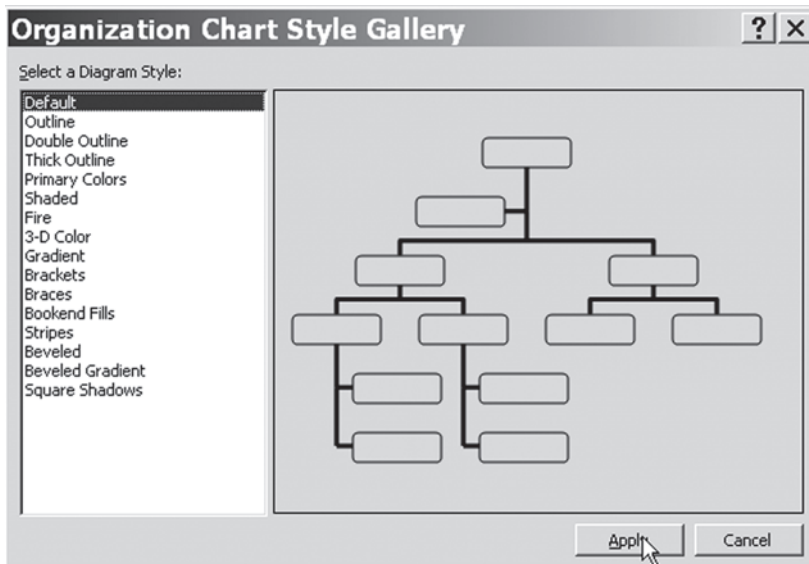 Organization Chart Style Gallery
?
Select a Diagram Style:
Default
Outline
Double Outline
Thick Outline
Primary Colors
Shaded
Fire
3-D Color
Gradient
Brackets
Braces
Bookend Fills
Stripes
Beveled
Beveled Gradient
Square Shadows
Apply
Cancel